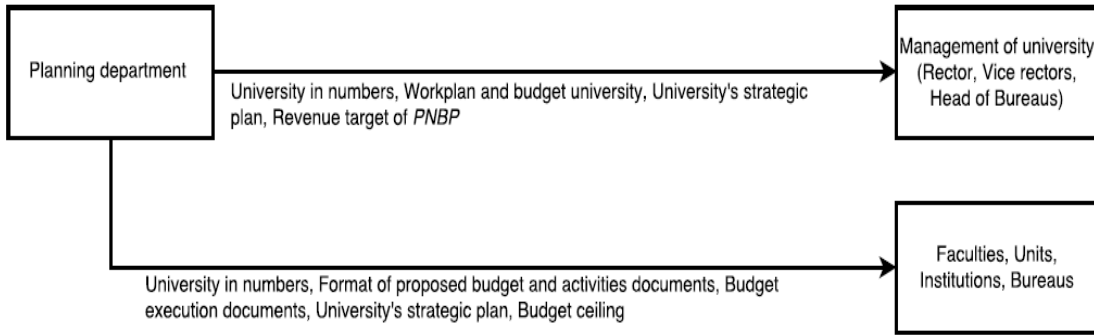 Planning department
Management of university
(Rector, Vice rectors,
Head of Bureaus)
University in numbers, Workplan and budget university, University's strategic
plan, Revenue target of PNBP
Faculties, Units,
Institutions, Bureaus
University in numbers, Format of proposed budget and activities documents, Budget
execution documents, University's strategic plan, Budget ceiling